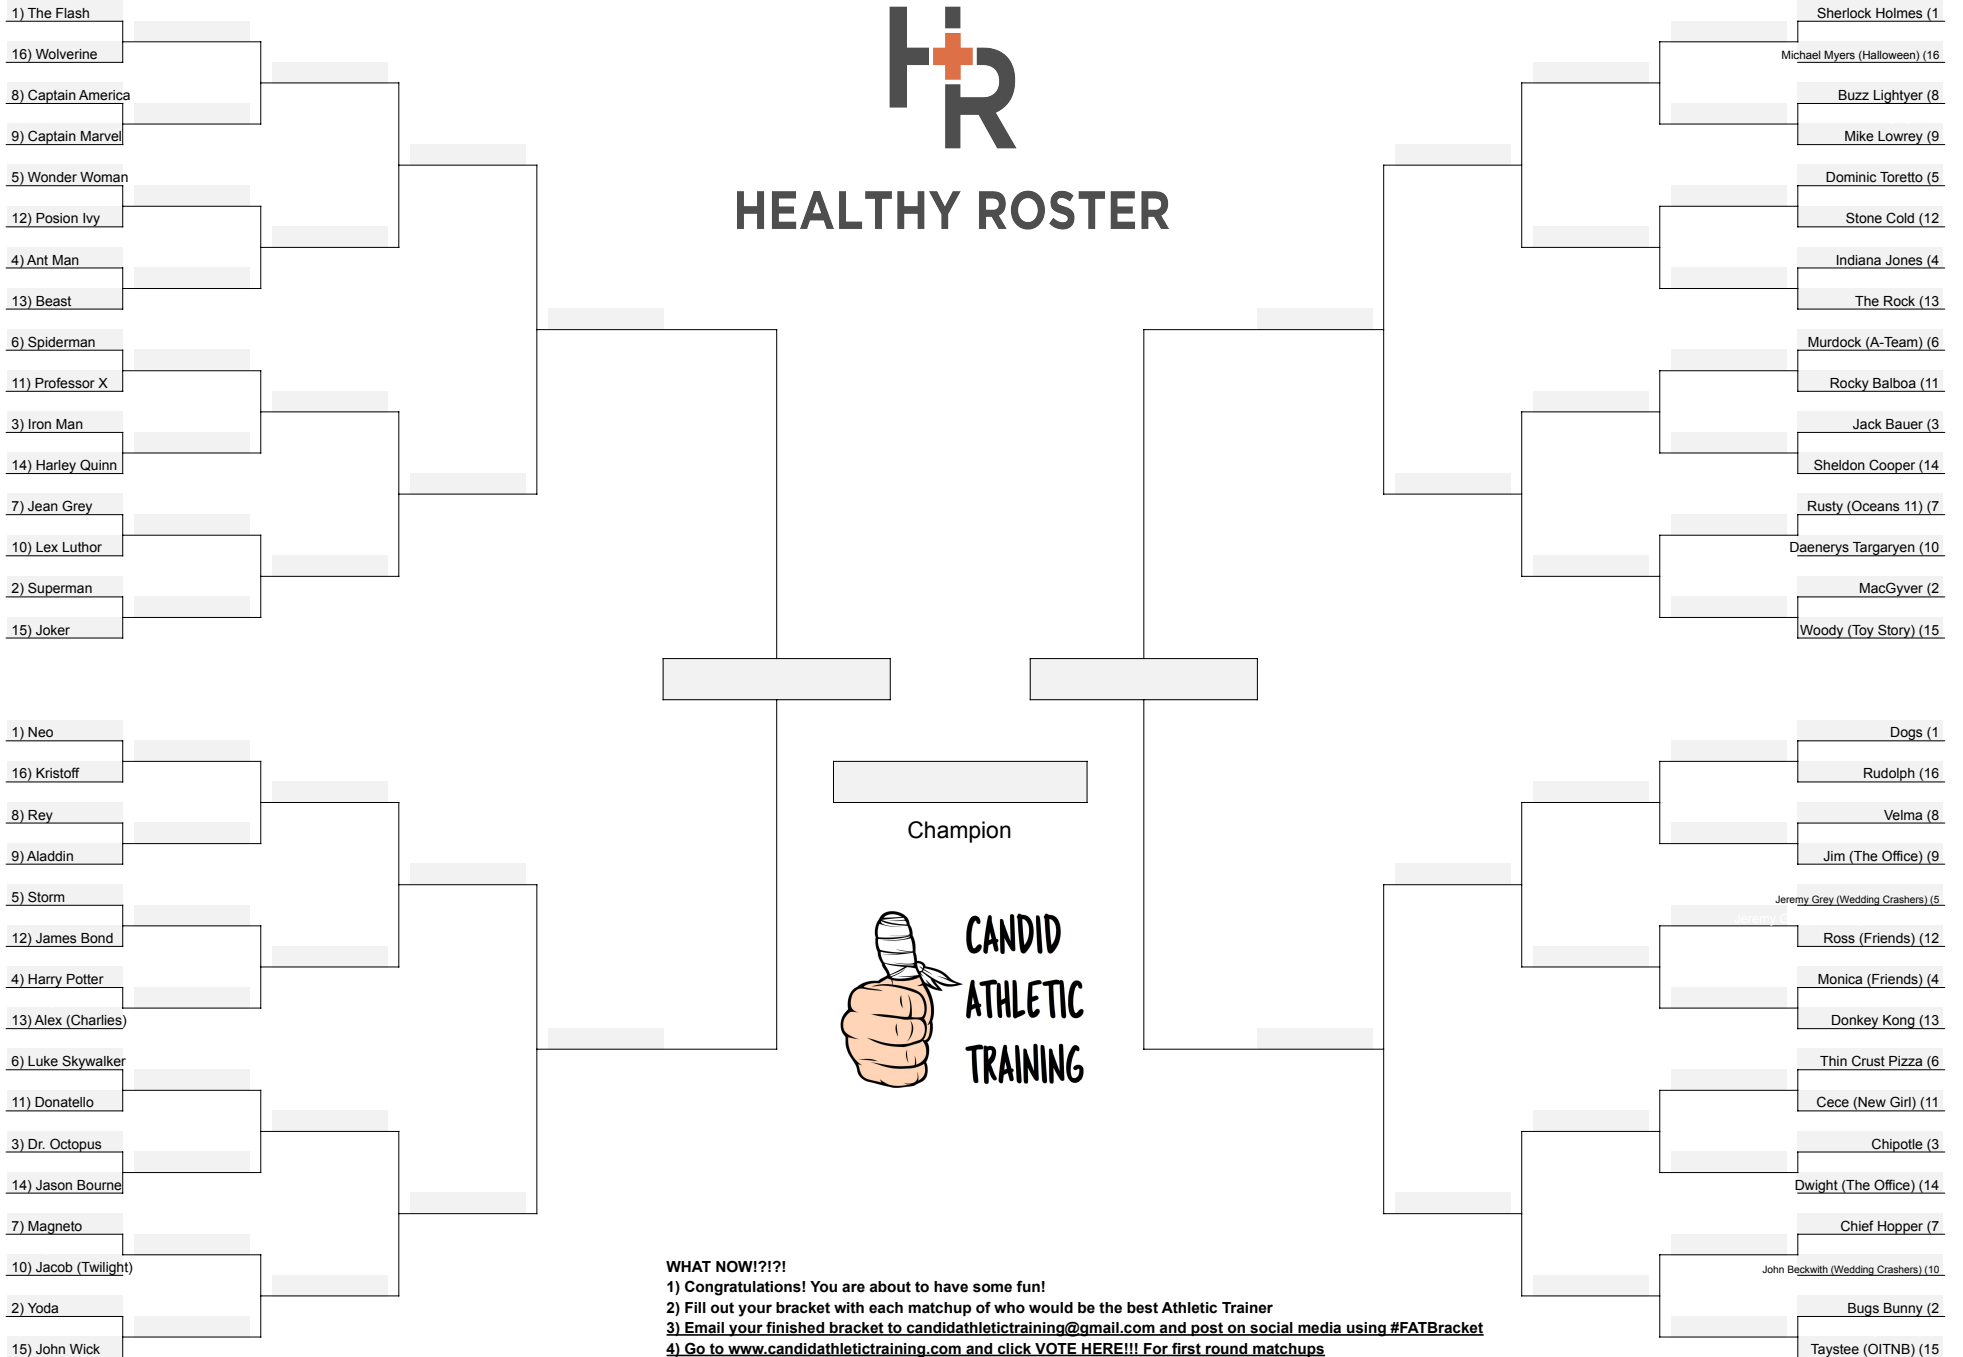 1) The Flash
16) Wolverine
8) Captain America
9) Captain Marvel
5) Wonder Woman
12) Posion Ivy
4) Ant Man
13) Beast
6) Spiderman
11) Professor X
3) Iron Man
14) Harley Quinn
7) Jean Grey
10) Lex Luthor
2) Superman
15) Joker
1) Neo
16) Kristoff
8) Rey
9) Aladdin
5) Storm
12) James Bond
4) Harry Potter
13) Alex (Charlies)
6) Luke Skywalker
11) Donatello
3) Dr. Octopus
14) Jason Bourne
7) Magneto
10) Jacob (Twilight)
2) Yoda
15) John Wick
HR
HEALTHY ROSTER
Champion
CANDID
ATHLETIC
TRAINING
WHAT NOW!?!?!
1) Congratulations! You are about to have some fun!
2) Fill out your bracket with each matchup of who would be the best Athletic Trainer
3) Email your finished bracket to candidathletictraining@gmail.com and post on social media using #FATBracket
4) Go to www.candidathletictraining.com and click VOTE HERE!!! For first round matchups
Sherlock Holmes (1
Michael Myers (Halloween) (16
Buzz Lightyer (8
Mike Lowrey (9
Dominic Toretto (5
Stone Cold (12
Indiana Jones (4
The Rock (13
Murdock (A-Team) (6
Rocky Balboa (11
Jack Bauer (3
Sheldon Cooper (14
Rusty (Oceans 11) (7
Daenerys Targaryen (10
MacGyver (2
Woody (Toy Story) (15
Dogs (1
Rudolph (16
Velma (8
Jim (The Office) (9
Jeremy Grey (Wedding Crashers) (5
Jeremy G
Ross (Friends) (12
Monica (Friends) (4
Donkey Kong (13
Thin Crust Pizza (6
Cece (New Girl) (11
Chipotle (3
Dwight (The Office) (14
Chief Hopper (7
John Beckwith (Wedding Crashers) (10
Bugs Bunny (2
Taystee (OITNB) (15